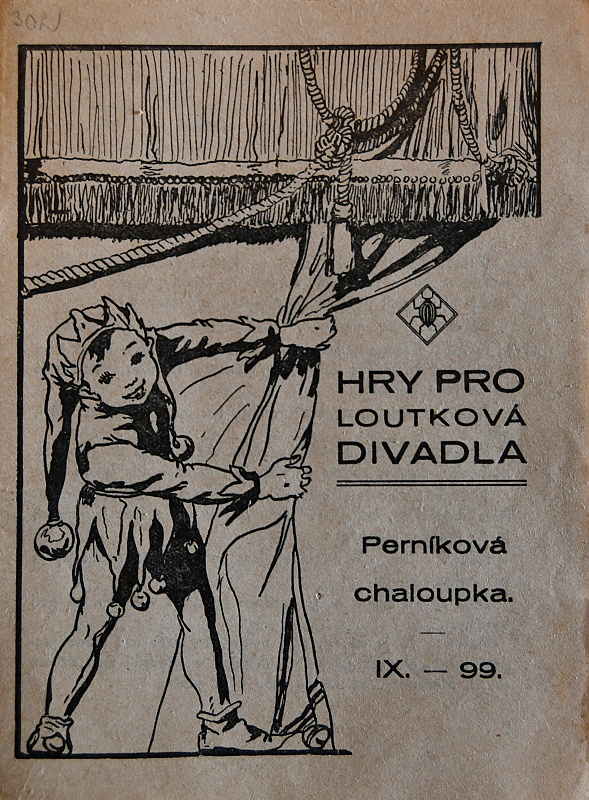 HRY PRO
LOUTKOVÁ
DIVADLA
Perníková
chaloupka.
—
IX. — 99.